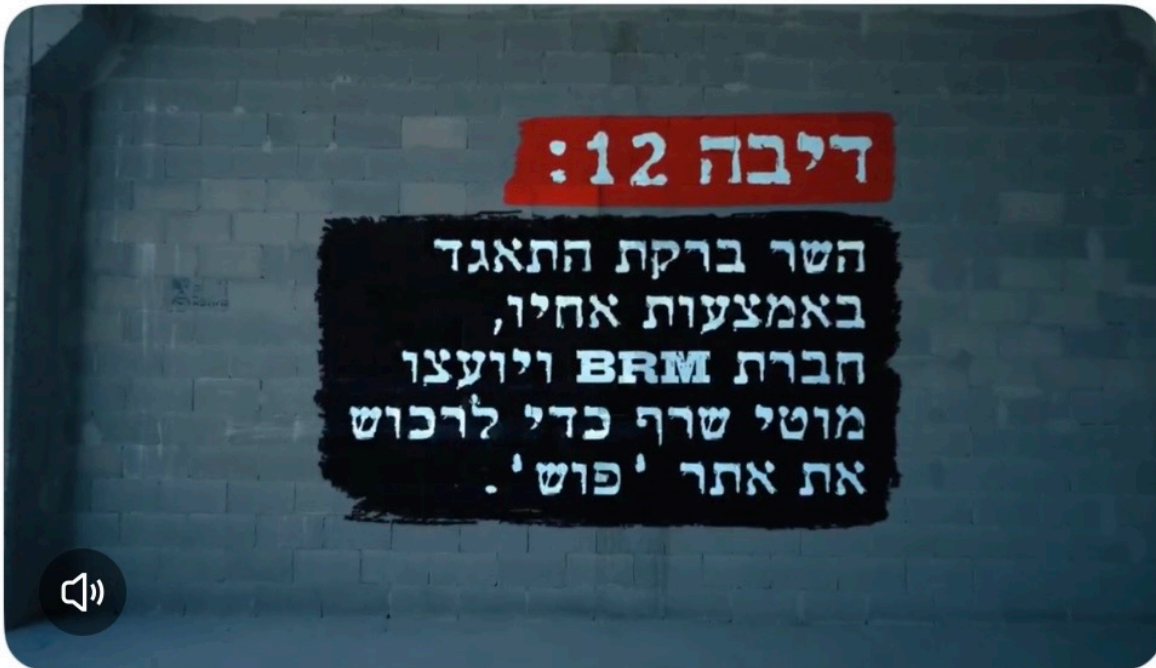 דיבה 12:
השר ברקת התאגד
באמצעות אחיו,
חברת BRM ויועצו
מוטי שרף כדי לרכוש
את אתר 'פוש'.